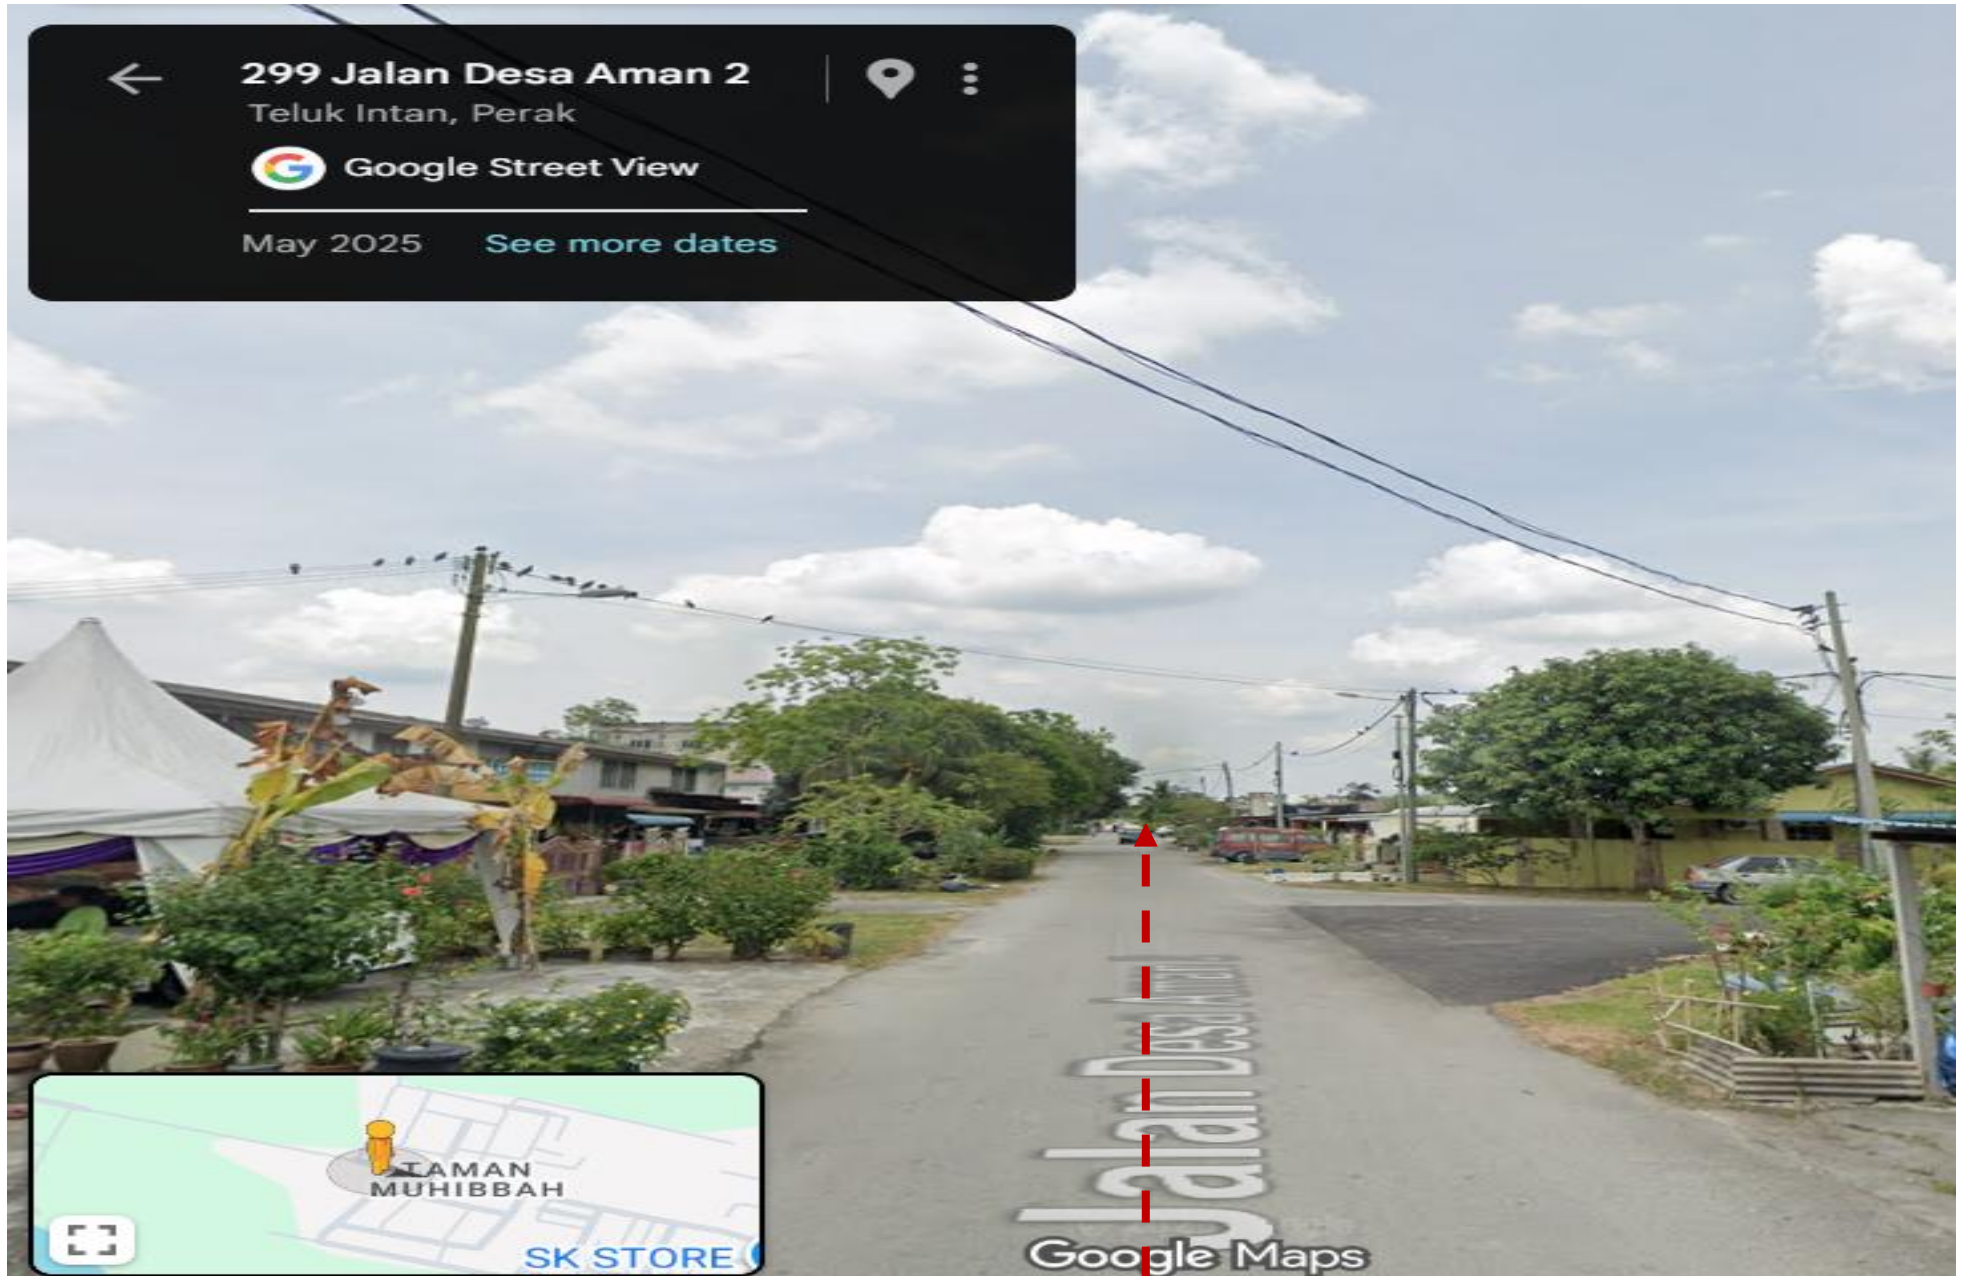 299 Jalan Desa Aman 2
Teluk Intan, Perak
Google Street View
May 2025 See more dates
Jalan Desa Aman
TAMAN
MUHIBBAH
SK STORE
Google Maps